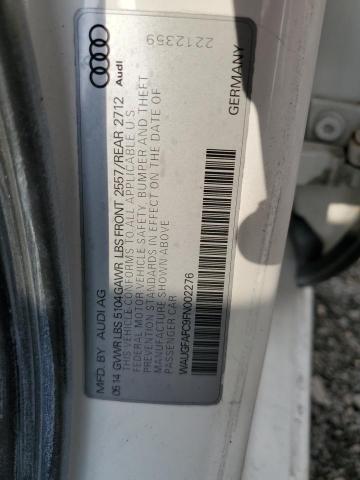 MFD. BY AUDI AG
0614 GVWR LBS 5104 GAWR LBS FRONT 2557/REAR 2712
THIS VEHICLE CONFORMS TO ALL APPLICABLE U.S
FEDERAL MOTOR VEHICLE SAFETY, BUMPER AND THEFT
PREVENTION STANDARDS IN EFFECT ON THE DATE OF
MANUFACTURE SHOWN ABOVE
PASSENGER CAR
WAUGFAFC9FN002276
GERMANY
Audi
2212359